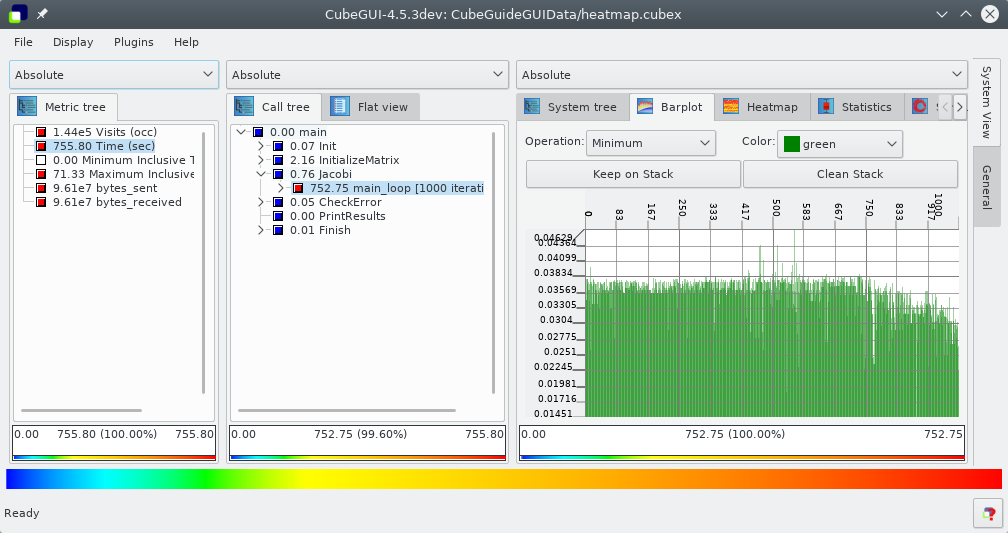 CubeGUI-4.5.3dev: CubeGuideGUIData/heatmap.cubex
File Display Plugins Help
Absolute
Metric tree
1.44e5 Visits (occ)
755.80 Time (sec)
0.00 Minimum Inclusive T
71.33 Maximum Inclusive
9.61e7 bytes_sent
9.61e7 bytes_received
0.00 755.80 (100.00%) 755.80
Absolute
Call tree Flat view
0.00 main
0.07 Init
2.16 InitializeMatrix
0.76 Jacobi
752.75 main_loop [1000 iterati
0.05 CheckError
0.00 PrintResults
0.01 Finish
0.00 752.75 (99.60%) 755.80
Absolute
System tree Barplot Heatmap Statistics
Operation: Minimum Color: green
Keep on Stack Clean Stack
0 83 167 250 333 417 500 583 667 750 833 917 1000
0.04629
0.04364
0.04099
0.03834
0.03569
0.03305
0.0304
0.02775
0.0251
0.02245
0.01981
0.01716
0.01451
0.00 752.75 (100.00%) 752.75
System View
General
Ready